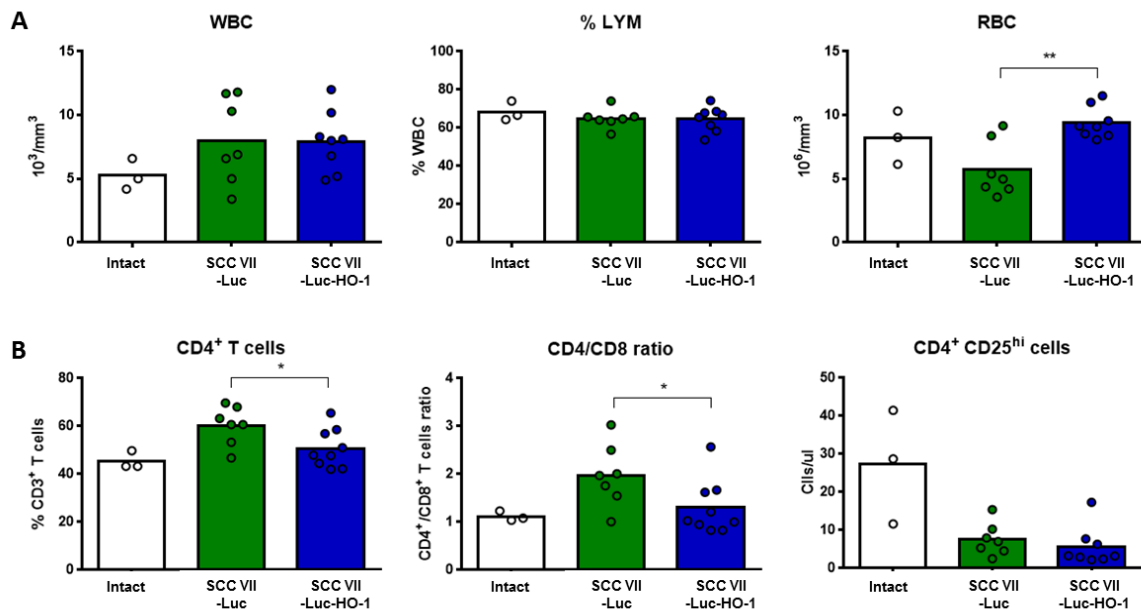 A
WBC
10³/mm³
15
10
5
0
Intact
SCC VII
-Luc
SCC VII
-Luc-HO-1
% LYM
% WBC
100
80
60
40
20
0
Intact
SCC VII
-Luc
SCC VII
-Luc-HO-1
RBC
**
10⁶/mm³
15
10
5
0
Intact
SCC VII
-Luc
SCC VII
-Luc-HO-1
B
CD4⁺ T cells
*
% CD3⁺ T cells
80
60
40
20
0
Intact
SCC VII
-Luc
SCC VII
-Luc-HO-1
CD4/CD8 ratio
*
CD4⁺/CD8⁺ T cells ratio
4
3
2
1
0
Intact
SCC VII
-Luc
SCC VII
-Luc-HO-1
CD4⁺ CD25ʰⁱ cells
Clls/ul
50
40
30
20
10
0
Intact
SCC VII
-Luc
SCC VII
-Luc-HO-1